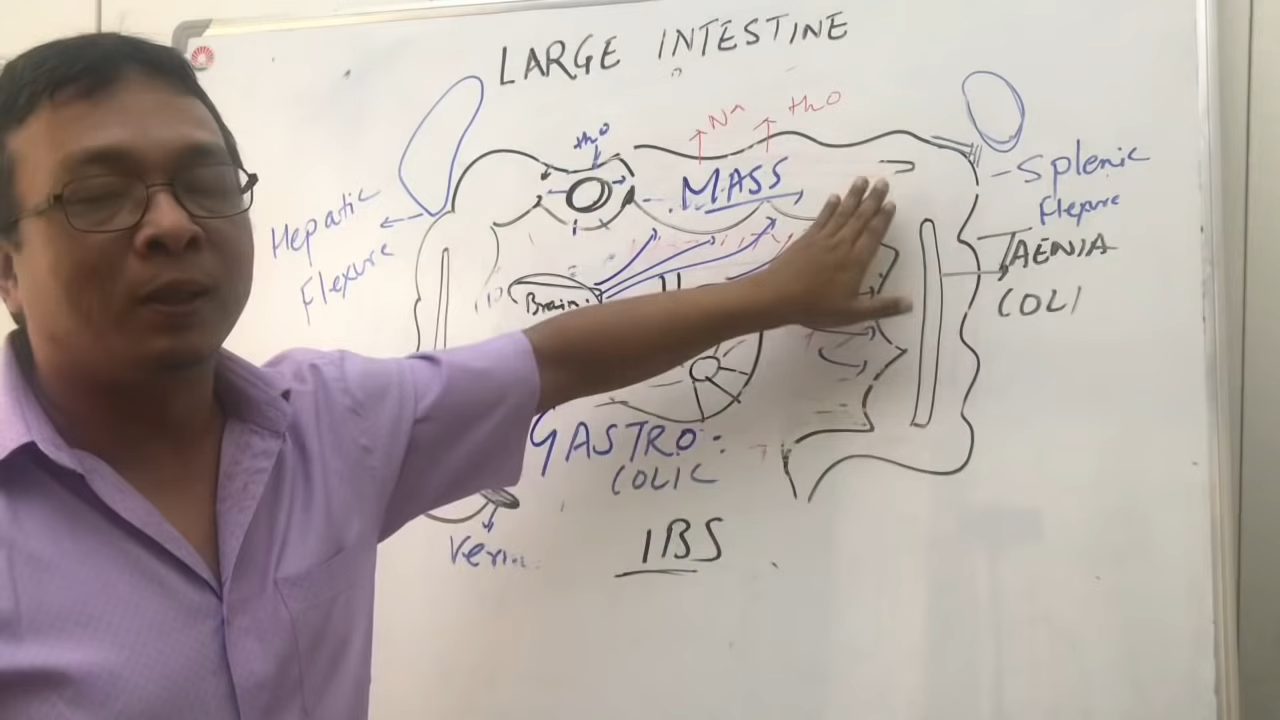 LARGE INTESTINE
Na
H2O
H2O
MASS
Splenic
Flexure
Hepatic
Flexure
TAENIA
COLI
Brain
GASTRO-
COLIC
IBS